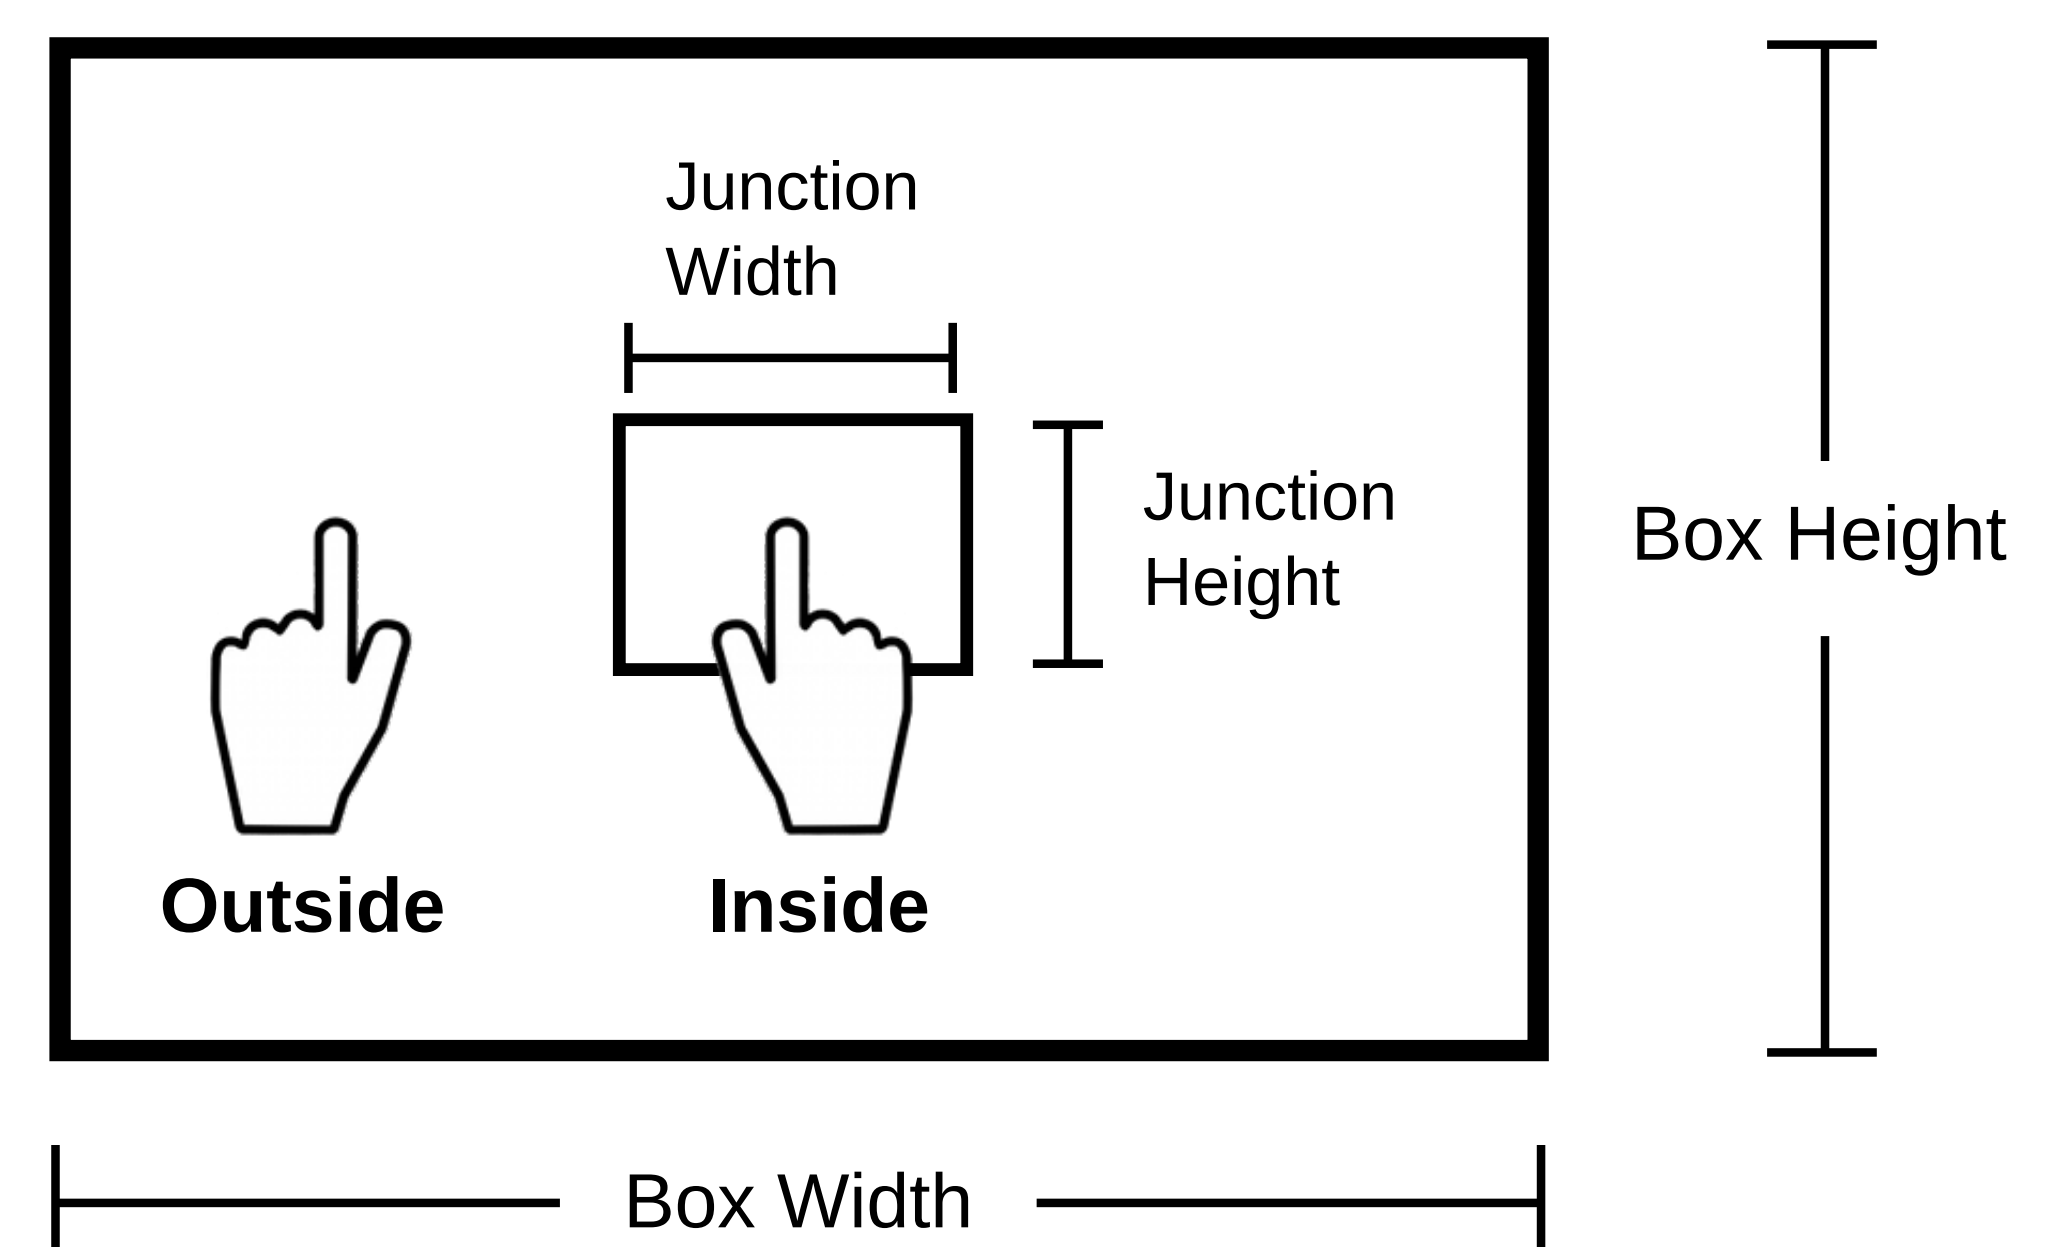 Junction
Width
Junction
Height
Box Height
Outside
Inside
Box Width